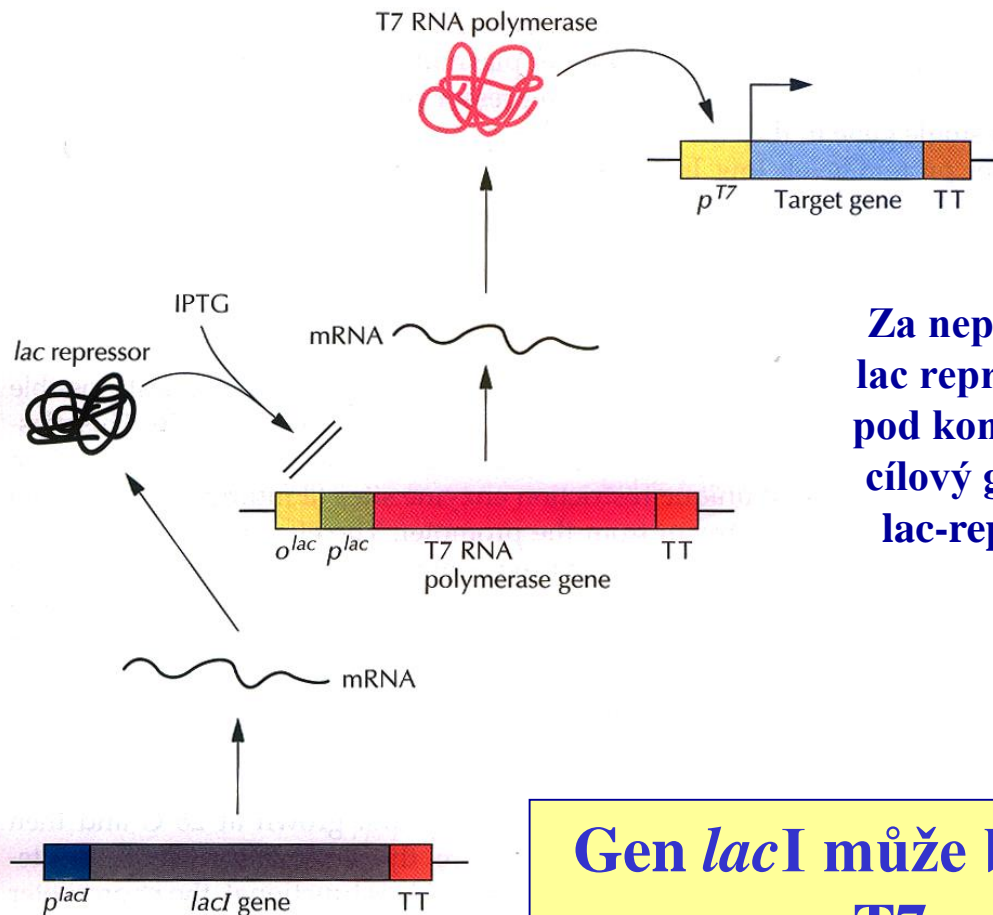 T7 RNA polymerase
p^T7 Target gene TT
IPTG
lac repressor
mRNA
o^lac p^lac T7 RNA polymerase gene TT
mRNA
p^lacI lacI gene TT
Za nep
lac repr
pod kon
cílový g
lac-rep
Gen lacI může b
T7